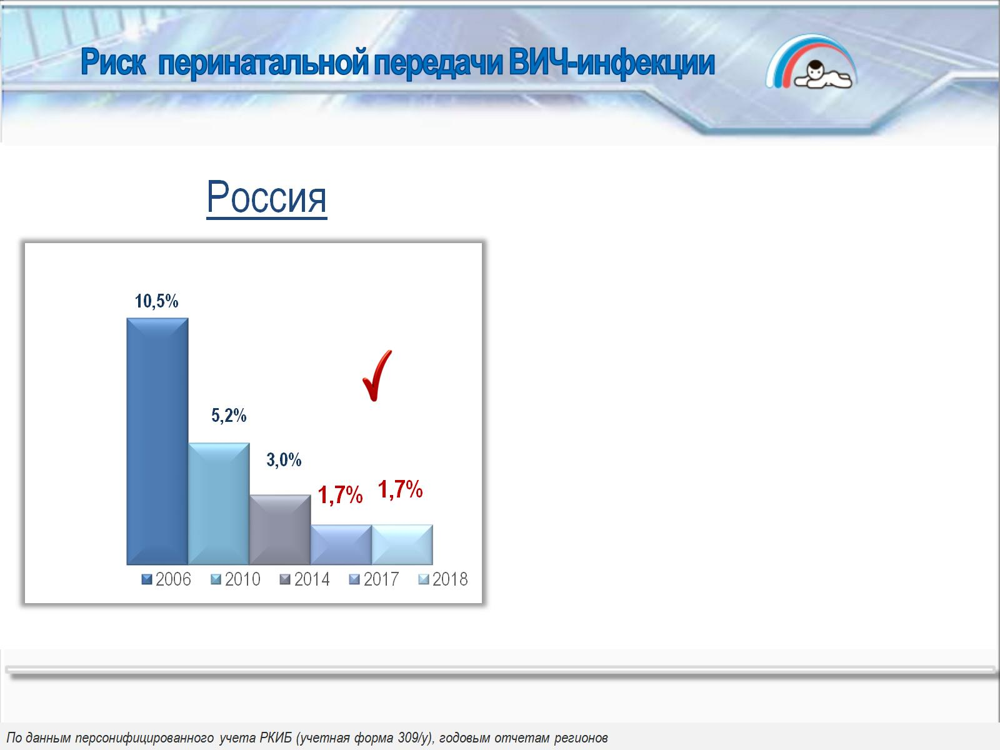 Риск перинатальной передачи ВИЧ-инфекции
Россия
10,5%
5,2%
3,0%
1,7%
1,7%
2006 2010 2014 2017 2018
По данным персонифицированного учета РКИБ (учетная форма 309/у), годовым отчетам регионов